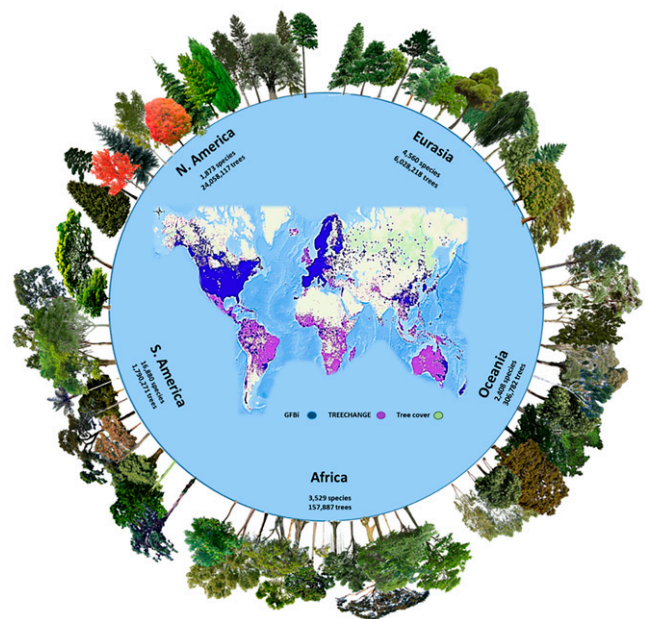 N. America
1,873 species
24,058,117 trees
Eurasia
4,560 species
6,028,218 trees
S. America
16,880 species
1,790,271 trees
Oceania
2,408 species
306,782 trees
GFBi TREECHANGE Tree cover
Africa
3,529 species
157,887 trees